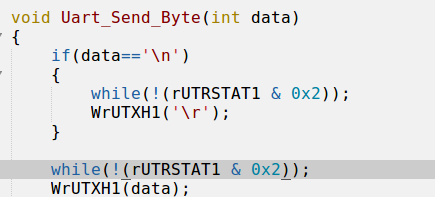 void Uart_Send_Byte(int data)
{
    if(data=='\n')
    {
        while(!(rUTRSTAT1 & 0x2));
        WrUTXH1('\r');
    }
    while(!(rUTRSTAT1 & 0x2));
    WrUTXH1(data);